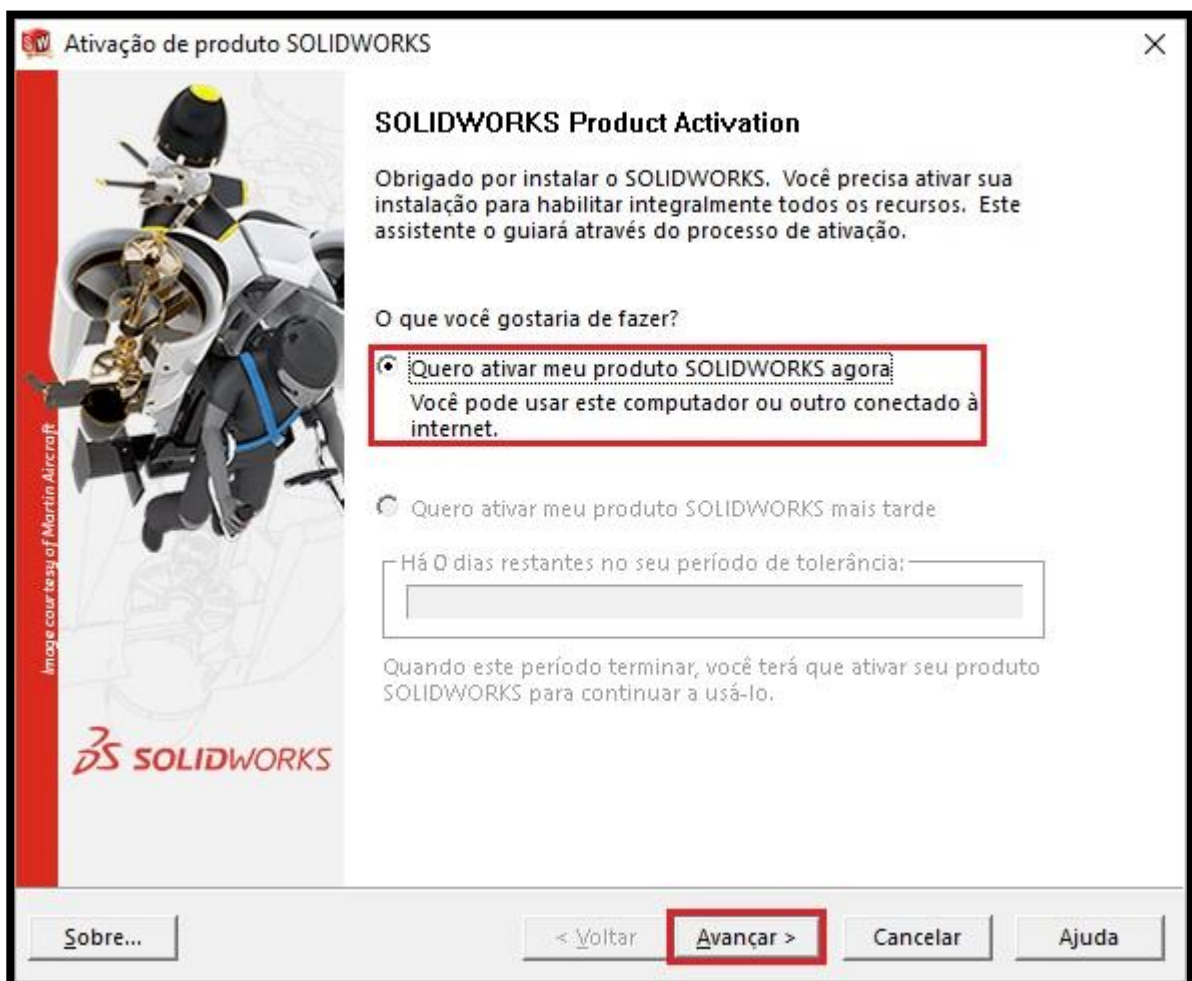 Ativação de produto SOLIDWORKS
SOLIDWORKS Product Activation
Obrigado por instalar o SOLIDWORKS. Você precisa ativar sua
instalação para habilitar integralmente todos os recursos. Este
assistente o guiará através do processo de ativação.
O que você gostaria de fazer?
Quero ativar meu produto SOLIDWORKS agora
Você pode usar este computador ou outro conectado à
internet.
Quero ativar meu produto SOLIDWORKS mais tarde
Há 0 dias restantes no seu período de tolerância:
Quando este período terminar, você terá que ativar seu produto
SOLIDWORKS para continuar a usá-lo.
Image courtesy of Martin Aircraft
SOLIDWORKS
Sobre...
< Voltar
Avançar >
Cancelar
Ajuda